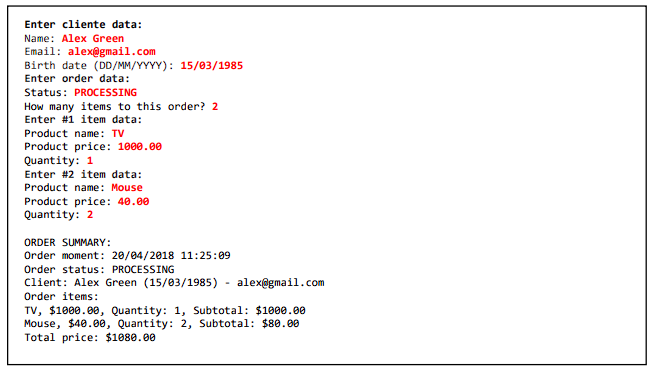 Enter cliente data:
Name: Alex Green
Email: alex@gmail.com
Birth date (DD/MM/YYYY): 15/03/1985
Enter order data:
Status: PROCESSING
How many items to this order? 2
Enter #1 item data:
Product name: TV
Product price: 1000.00
Quantity: 1
Enter #2 item data:
Product name: Mouse
Product price: 40.00
Quantity: 2

ORDER SUMMARY:
Order moment: 20/04/2018 11:25:09
Order status: PROCESSING
Client: Alex Green (15/03/1985) - alex@gmail.com
Order items:
TV, $1000.00, Quantity: 1, Subtotal: $1000.00
Mouse, $40.00, Quantity: 2, Subtotal: $80.00
Total price: $1080.00